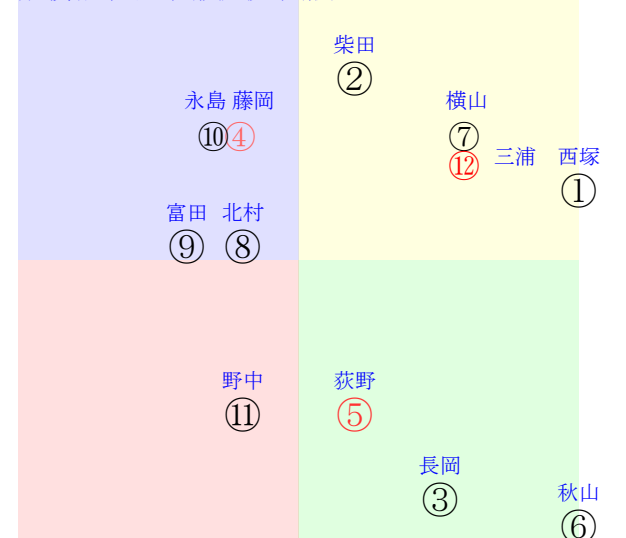 柴田
②
永島 藤岡
横山
⑩④
⑦
⑫
三浦
西塚
①
富田 北村
⑨ ⑧
野中
⑪
荻野
⑤
長岡
③
秋山
⑥